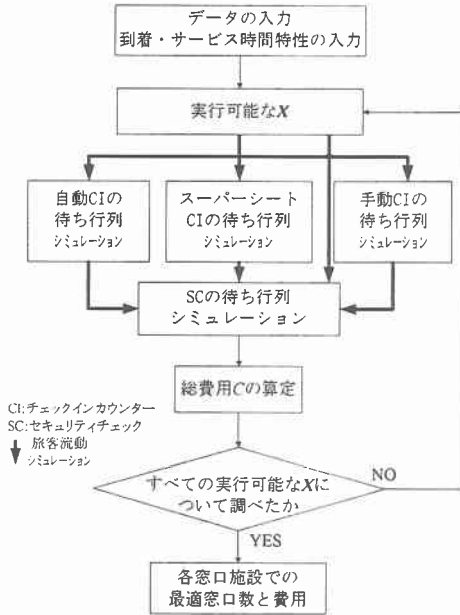 データの入力
到着・サービス時間特性の入力
実行可能なX
自動CIの
待ち行列
シミュレーション
スーパーシート
CIの待ち行列
シミュレーション
手動CIの
待ち行列
シミュレーション
SCの待ち行列
シミュレーション
総費用Cの算定
CI:チェックインカウンター
SC:セキュリティチェック
旅客流動
シミュレーション
すべての実行可能なXに
ついて調べたか
NO
YES
各窓口施設での
最適窓口数と費用